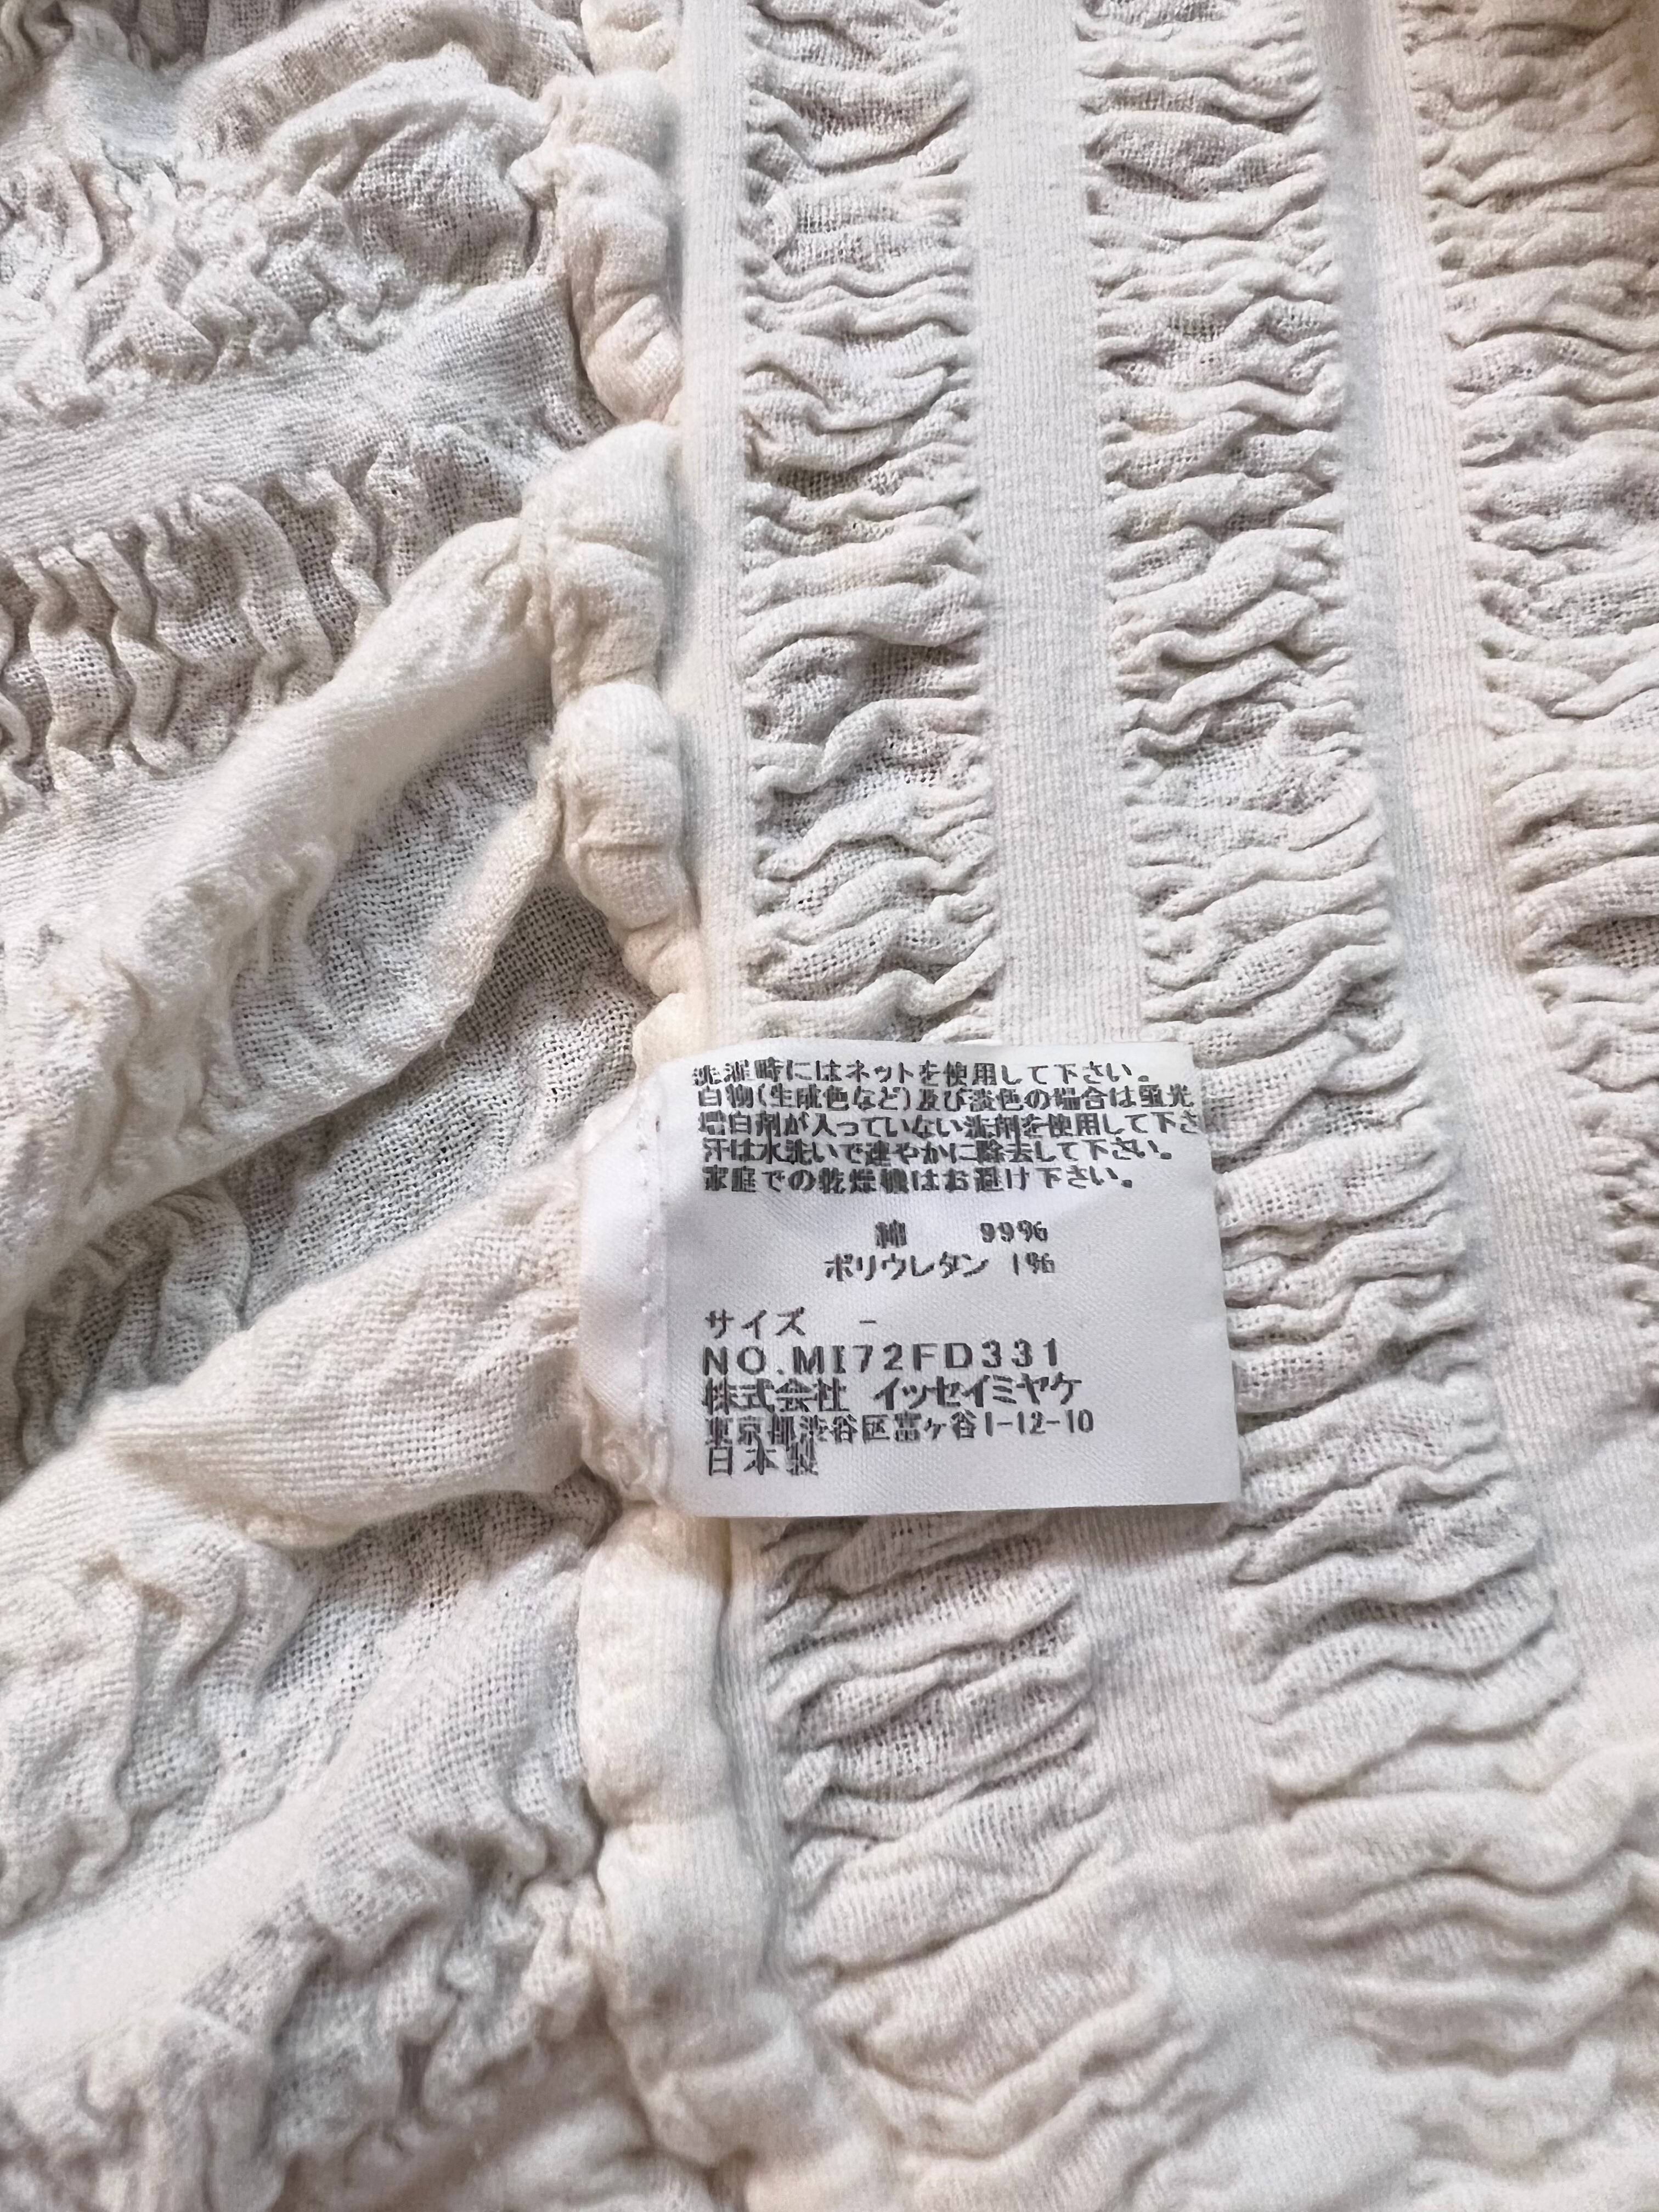 洗濯時にはネットを使用して下さい。
白物(生成色など)及び淡色の場合は蛍光
増白剤が入っていない洗剤を使用して下さ
汗は水洗いで速やかに除去して下さい。
家庭での乾燥機はお避け下さい。
綿 99%
ポリウレタン 1%
サイズ -
NO.MI72FD331
株式会社 イッセイミヤケ
東京都渋谷区富ヶ谷1-12-10
日本製